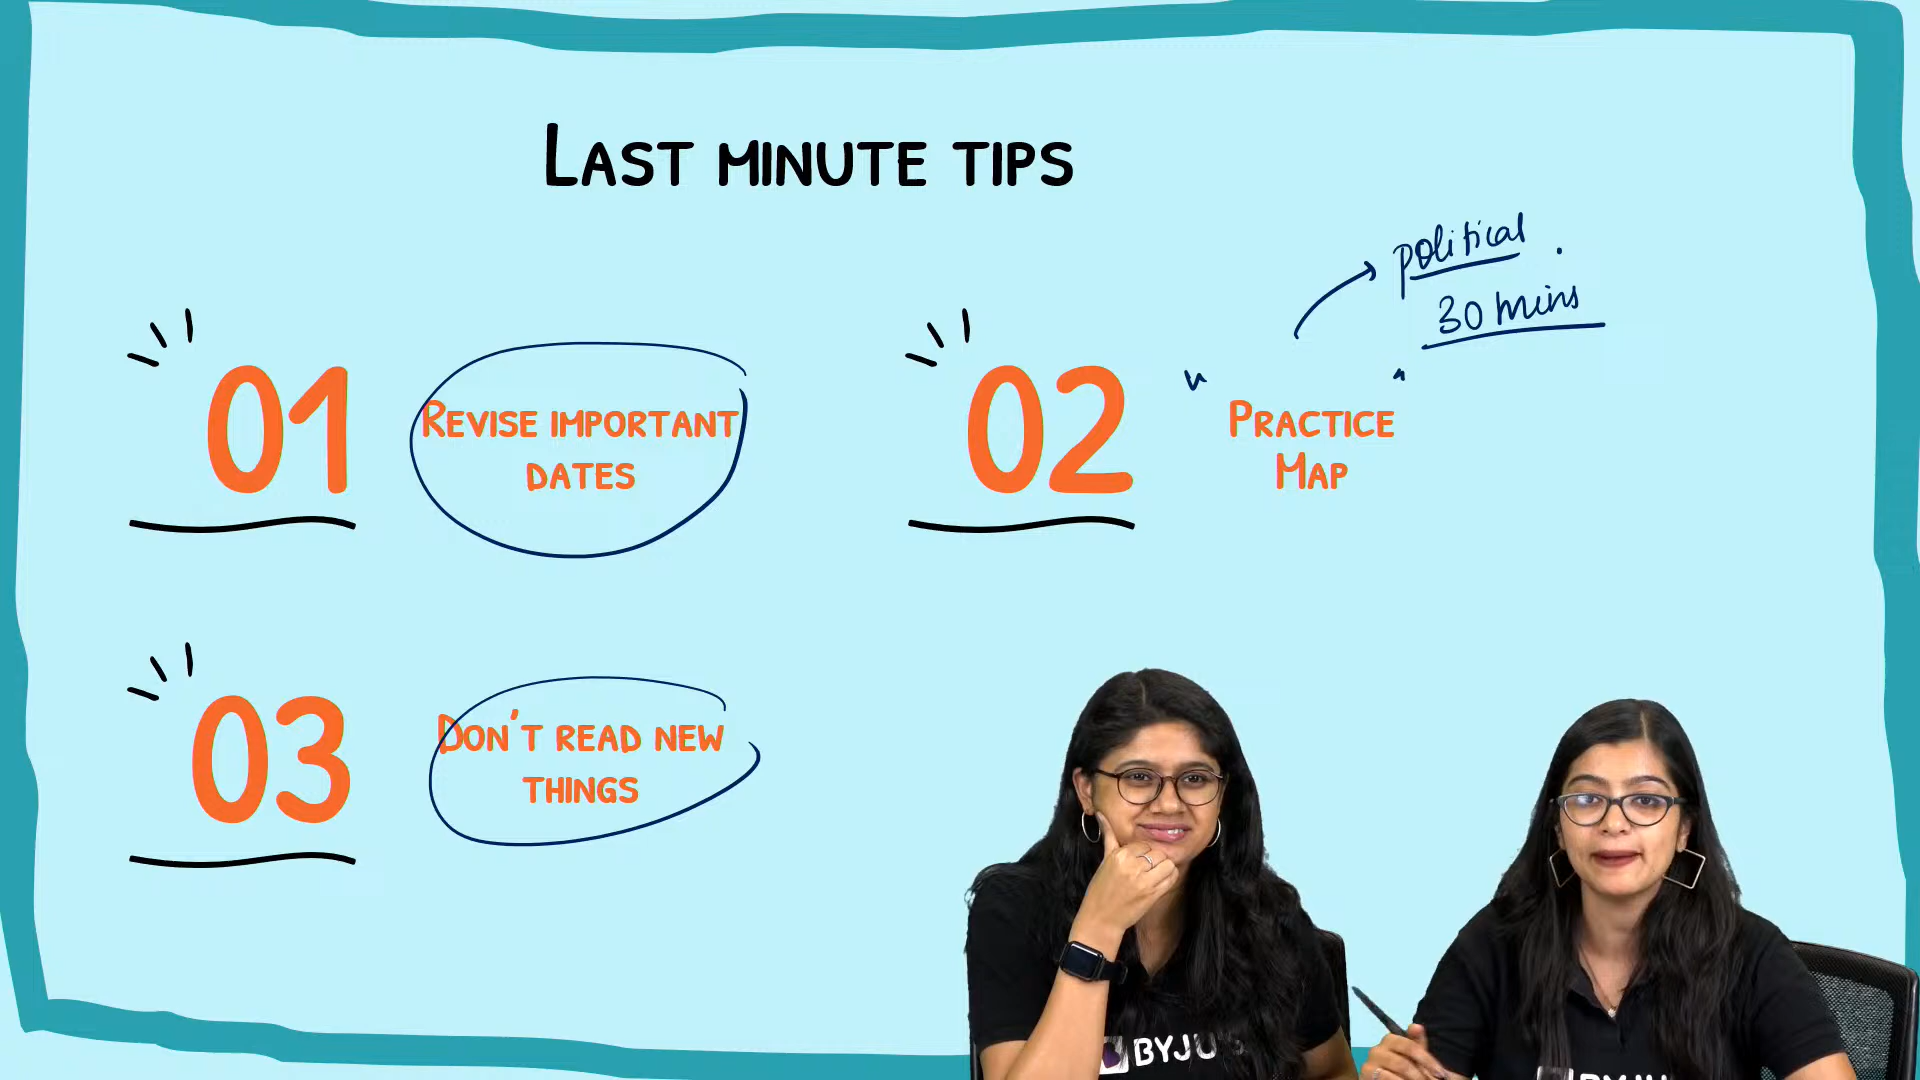 LAST MINUTE TIPS
political.
30 mins
01
REVISE IMPORTANT
DATES
02
" "
PRACTICE
MAP
03
DON'T READ NEW
THINGS
BYJU'S